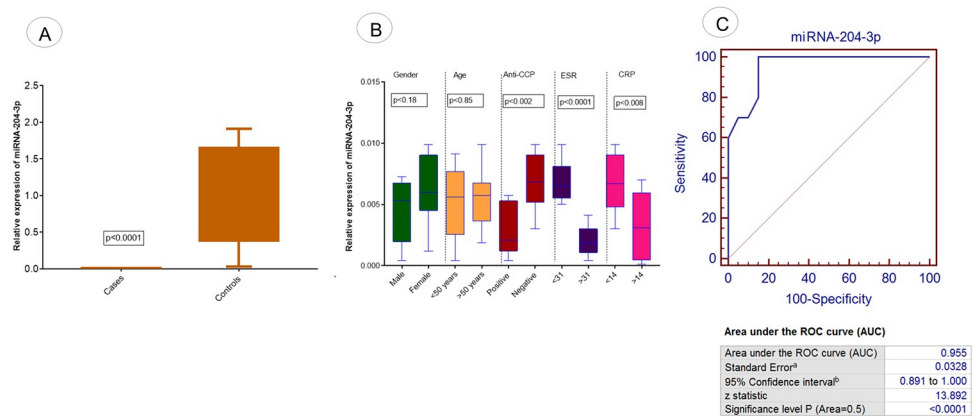 A
Relative expression of miRNA-204-3p
2.5
2.0
1.5
1.0
0.5
0.0
p<0.0001
Cases
Controls
B
Relative expression of miRNA-204-3p
0.015
0.010
0.005
0.000
Gender
Age
Anti-CCP
ESR
CRP
p<0.18
p<0.85
p<0.002
p<0.0001
p<0.008
Male
Female
<50 years
>50 years
Positive
Negative
<31
>31
<14
>14
C
miRNA-204-3p
Sensitivity
100
80
60
40
20
0
0
20
40
60
80
100
100-Specificity
Area under the ROC curve (AUC)
Area under the ROC curve (AUC) 0.955
Standard Errorᵃ 0.0328
95% Confidence intervalᵇ 0.891 to 1.000
z statistic 13.892
Significance level P (Area=0.5) <0.0001